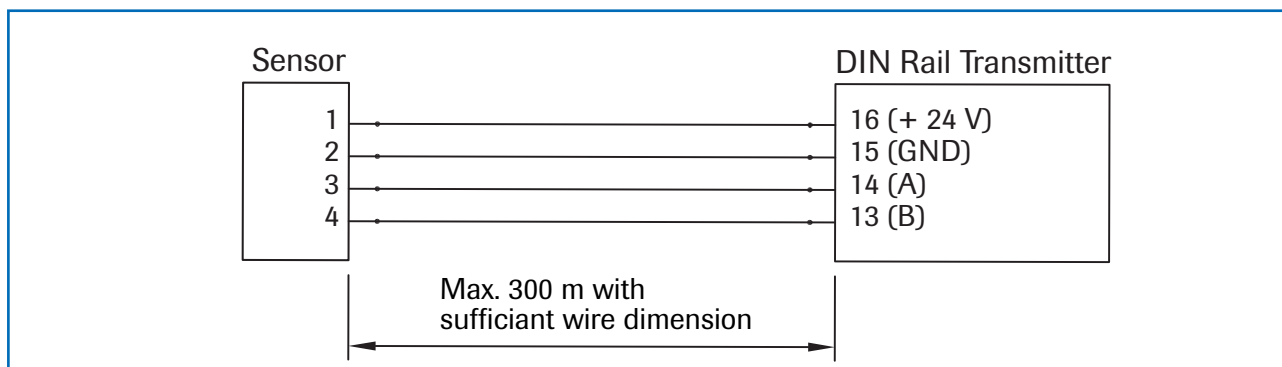 Sensor
DIN Rail Transmitter
1
16 (+ 24 V)
2
15 (GND)
3
14 (A)
4
13 (B)
Max. 300 m with
sufficiant wire dimension